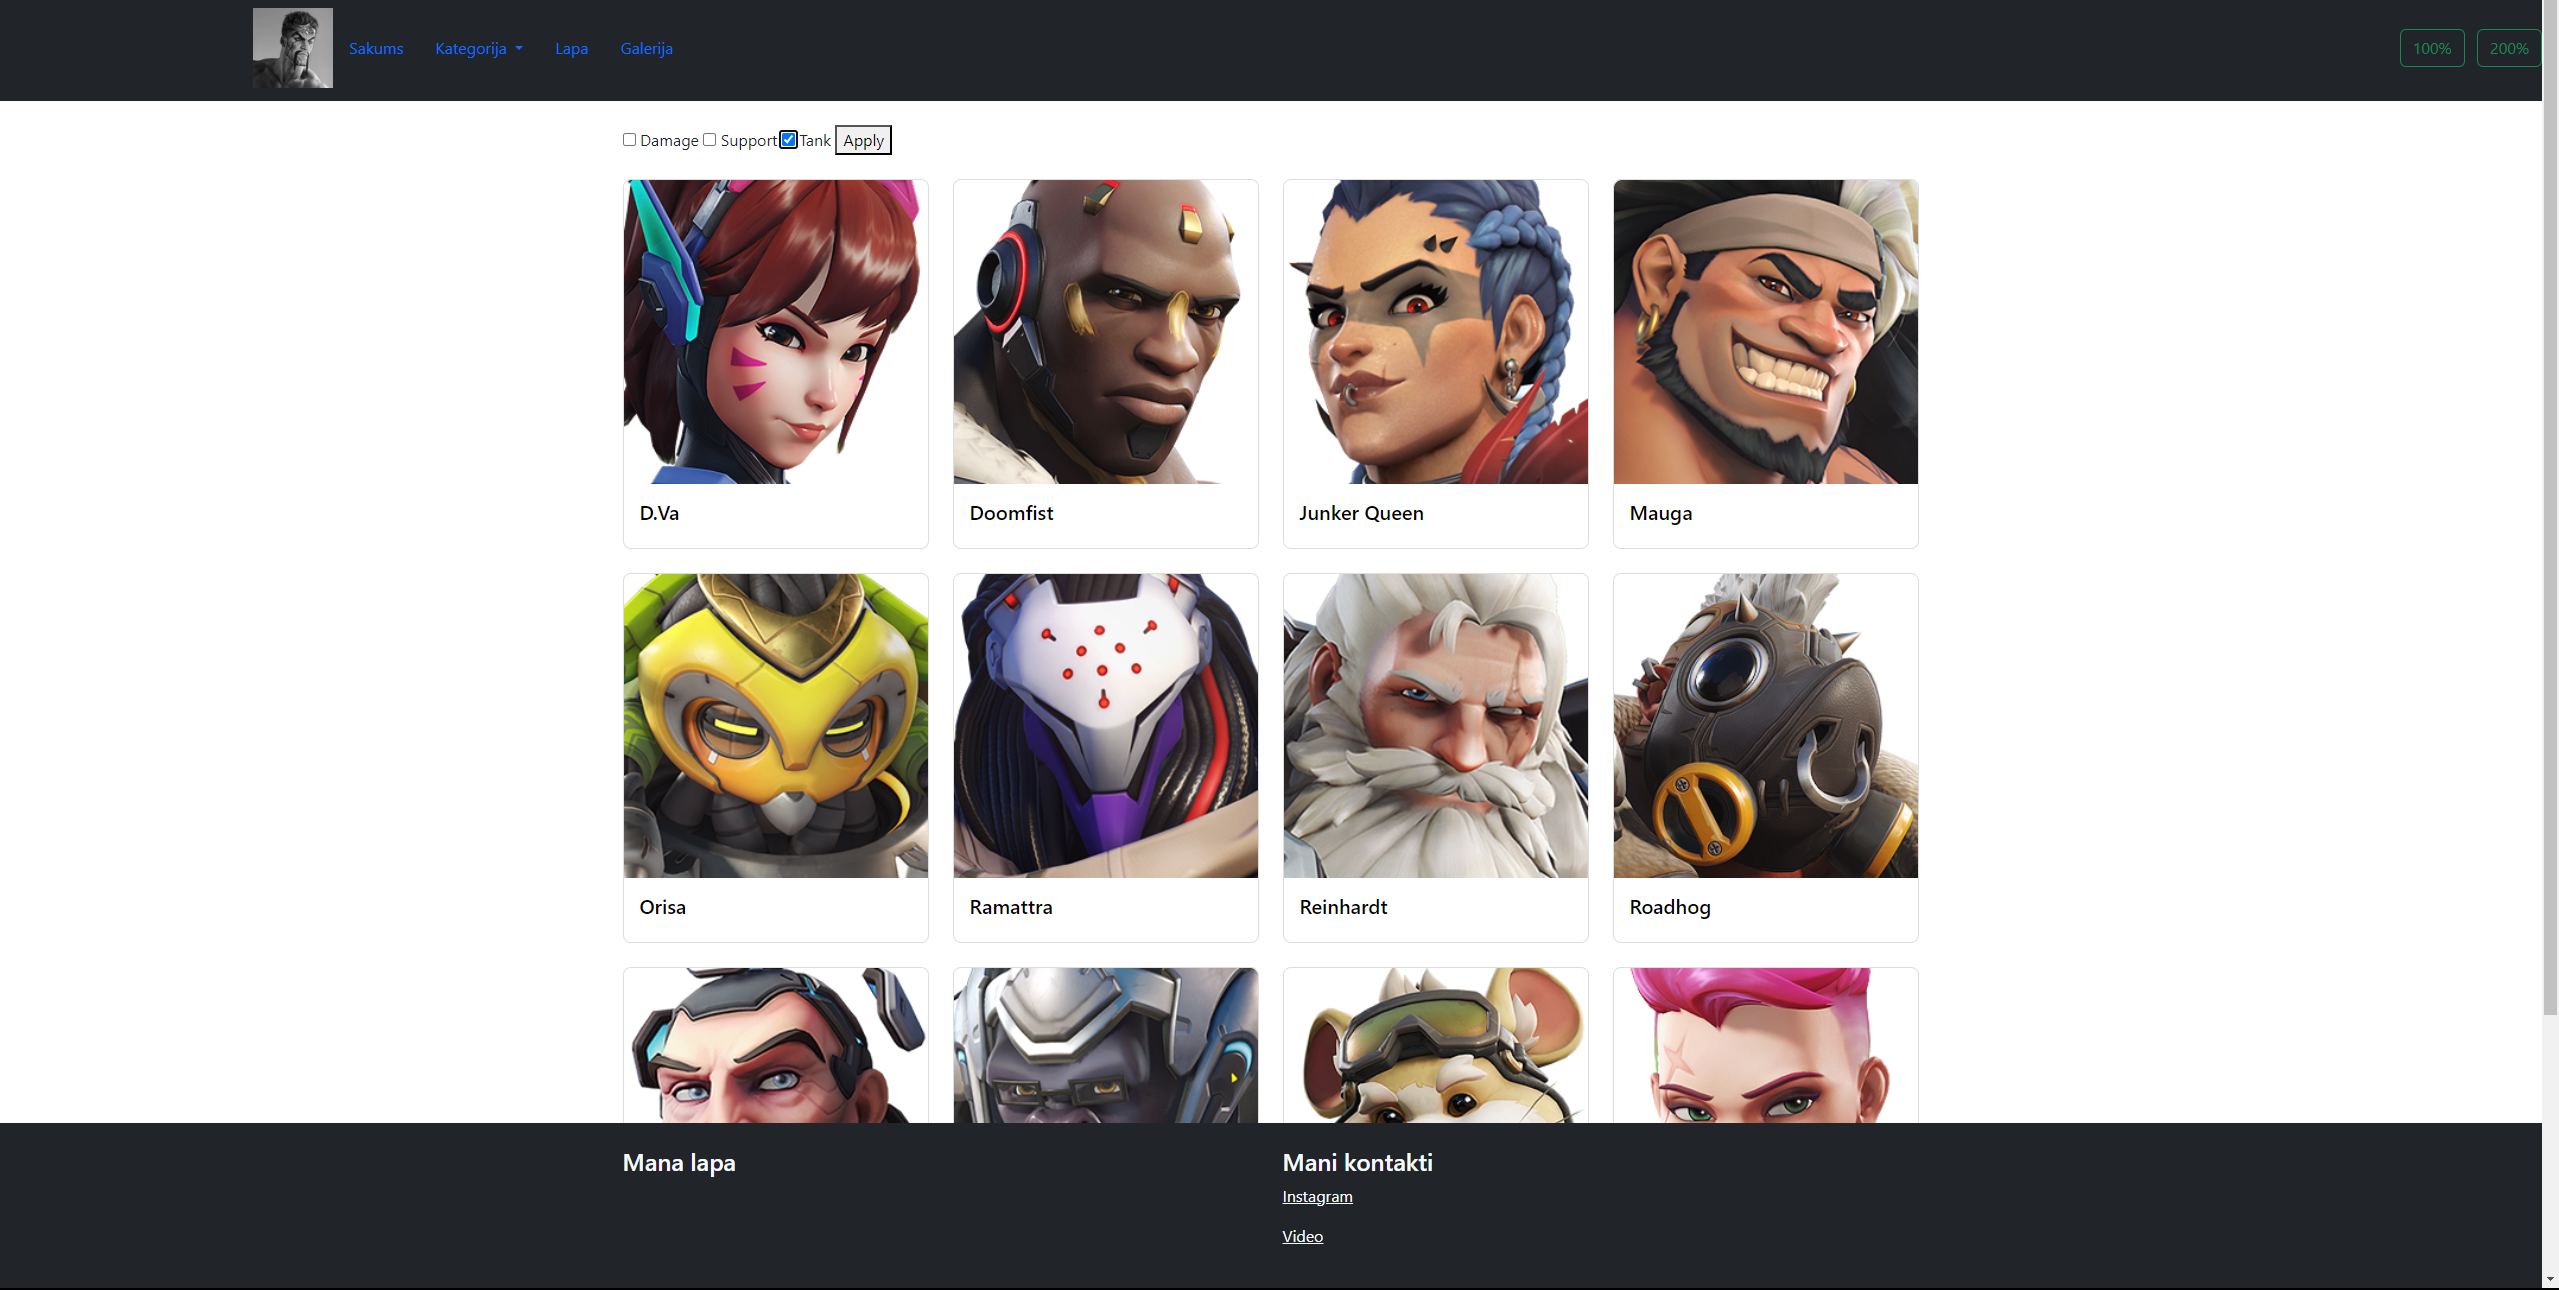 Sakums Kategorija Lapa Galerija 100% 200%
Damage Support Tank Apply
D.Va Doomfist Junker Queen Mauga
Orisa Ramattra Reinhardt Roadhog
Mana lapa Mani kontakti
Instagram
Video